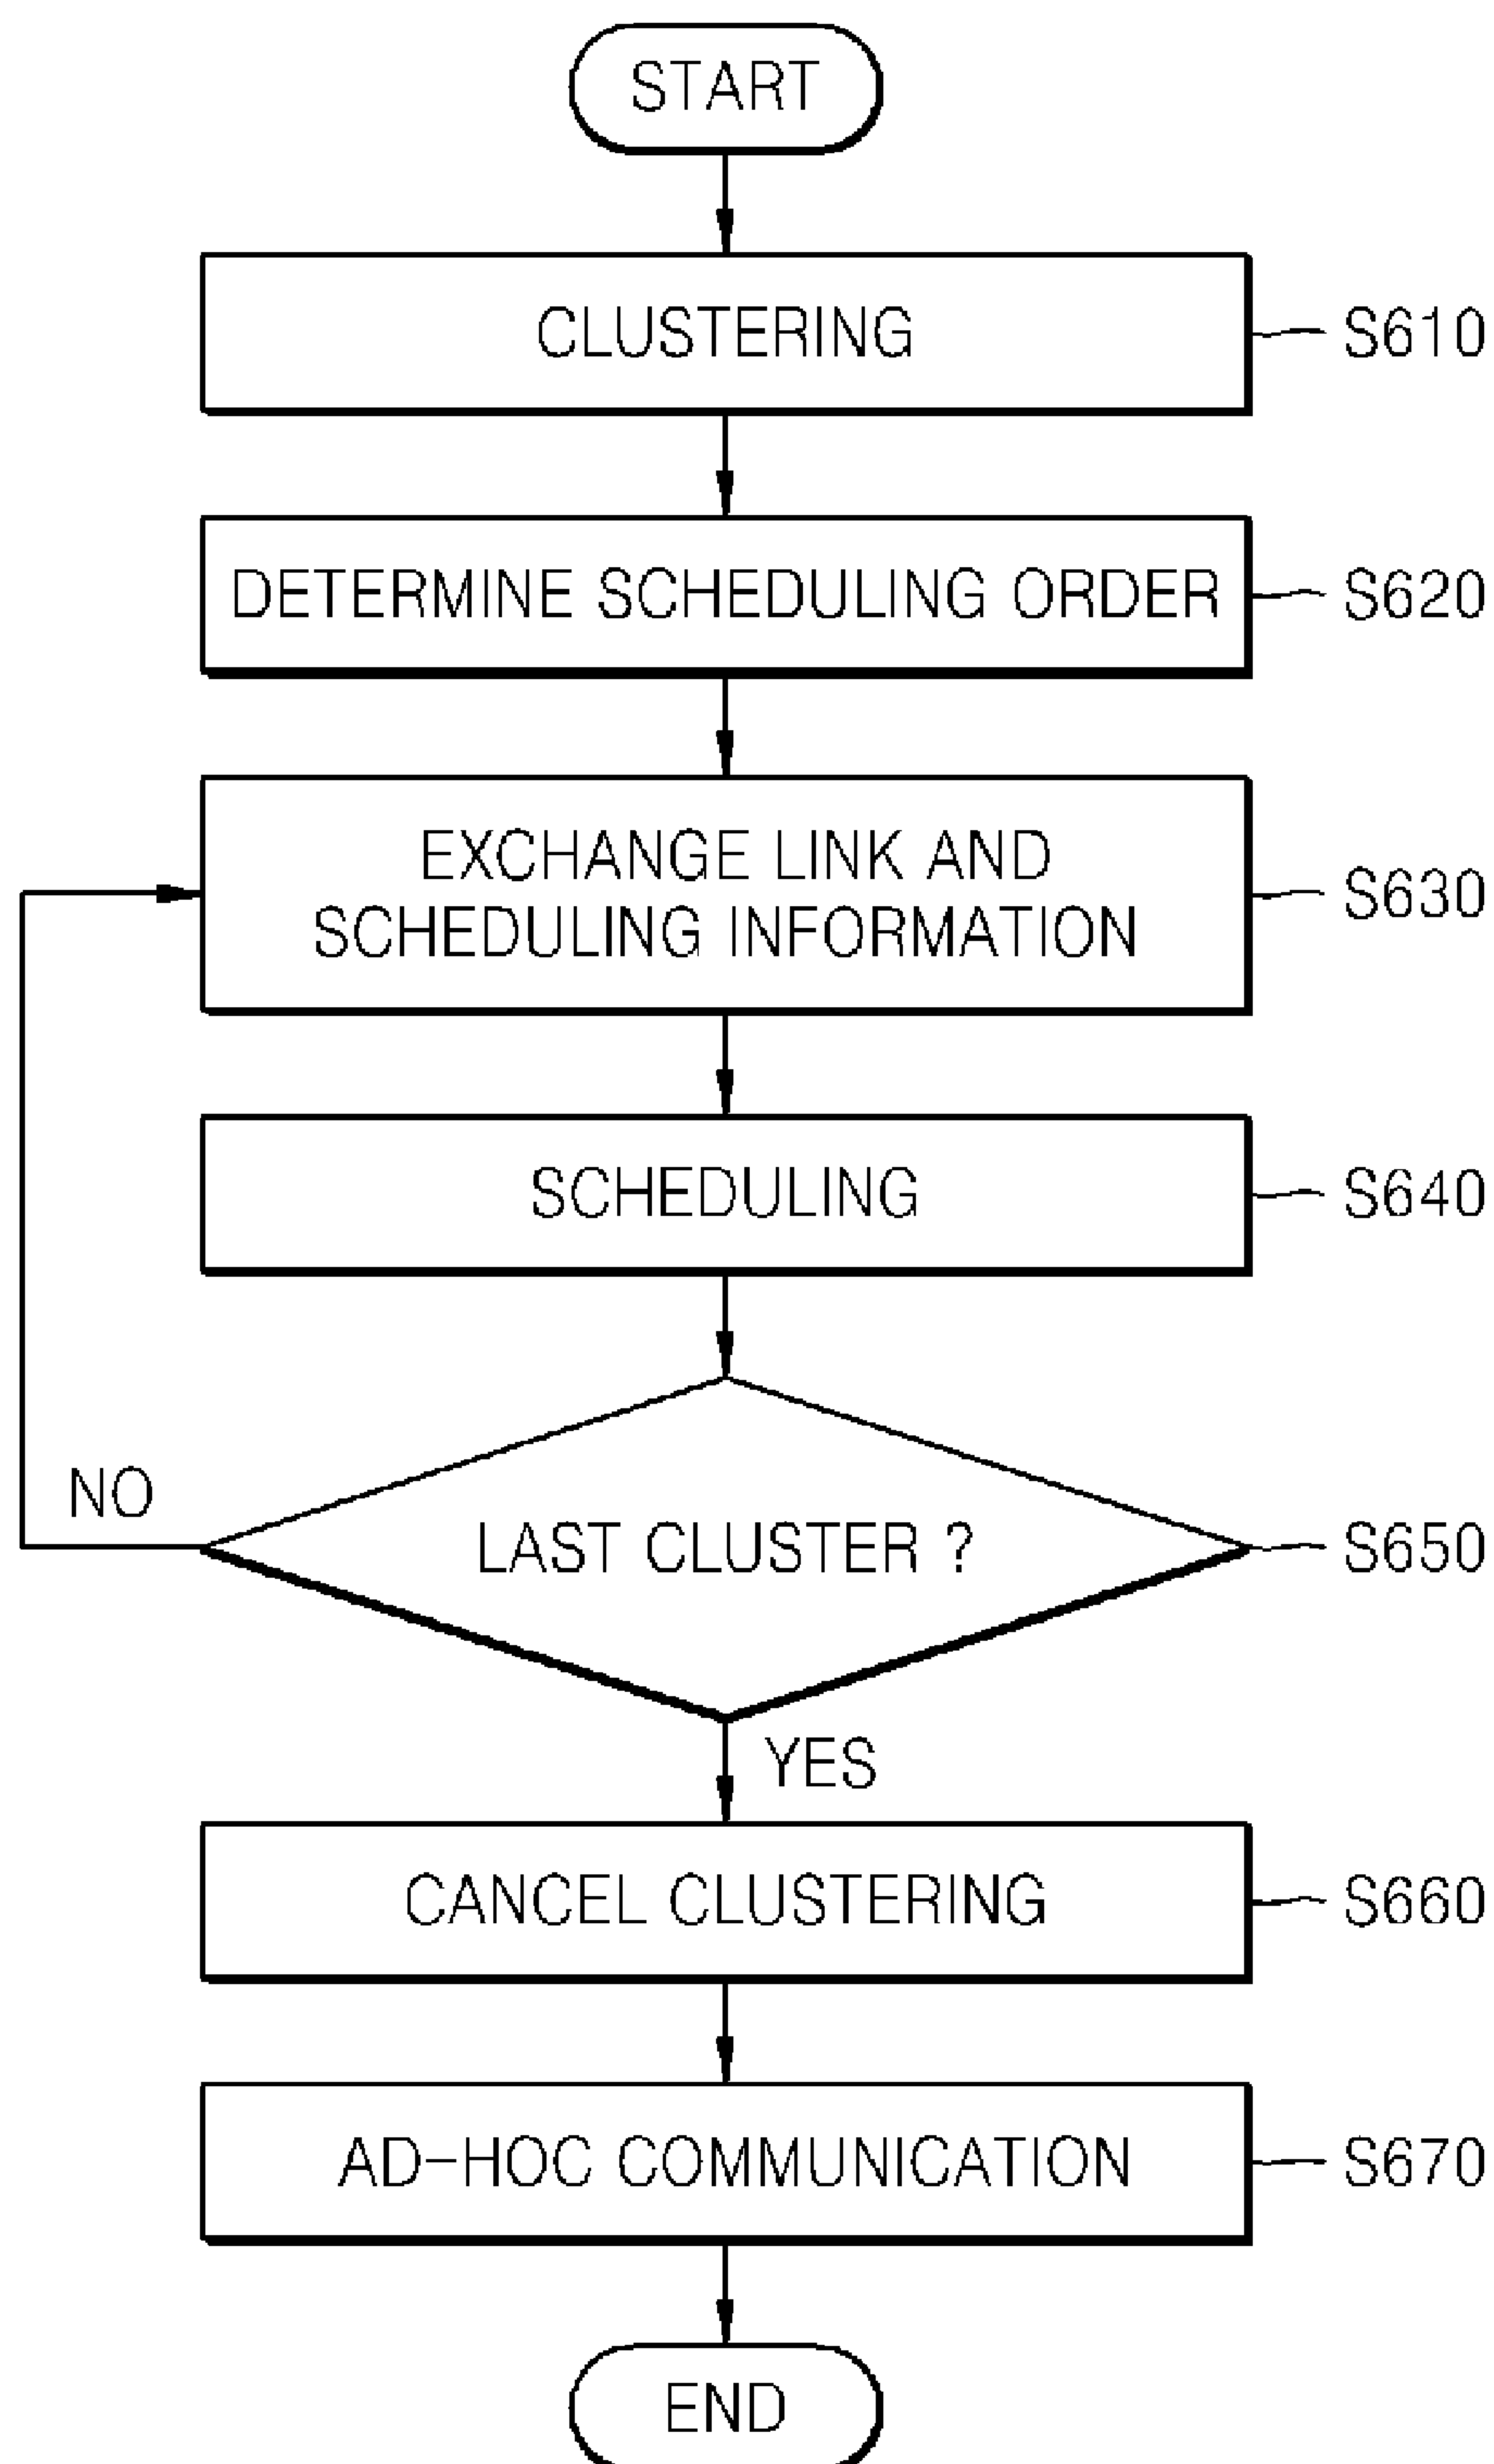 START
CLUSTERING
S610
DETERMINE SCHEDULING ORDER
S620
EXCHANGE LINK AND
SCHEDULING INFORMATION
S630
SCHEDULING
S640
NO
LAST CLUSTER ?
S650
YES
CANCEL CLUSTERING
S660
AD-HOC COMMUNICATION
S670
END